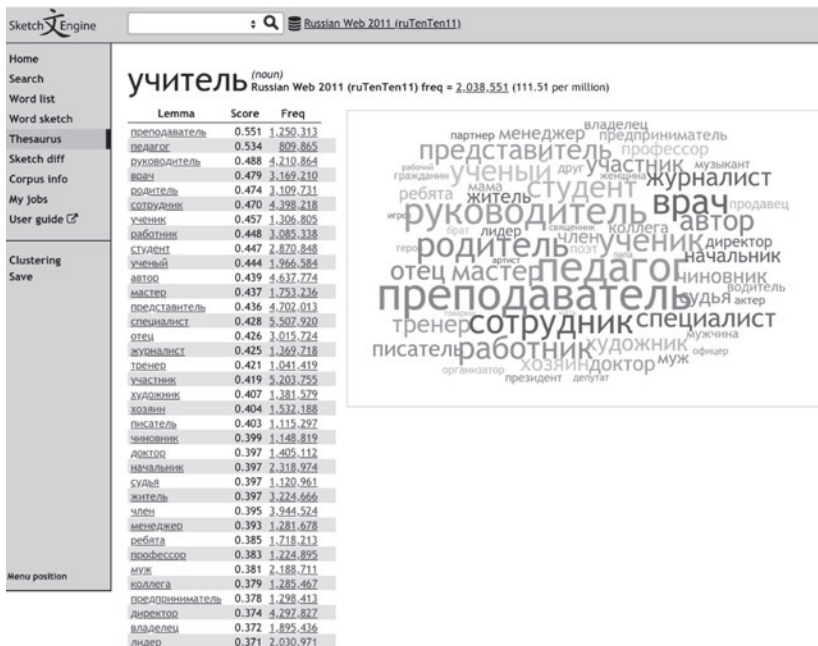 Sketch Engine
Russian Web 2011 (ruTenTen11)
Home
Search
Word list
Word sketch
Thesaurus
Sketch diff
Corpus info
My jobs
User guide
Clustering
Save
Menu position
учитель (noun)
Russian Web 2011 (ruTenTen11) freq = 2,038,551 (111.51 per million)
Lemma Score Freq
преподаватель 0.551 1,250,313
педагог 0.534 809,865
руководитель 0.488 4,210,864
врач 0.479 3,169,210
родитель 0.474 3,109,731
сотрудник 0.470 4,398,218
ученик 0.457 1,306,805
работник 0.448 3,085,338
студент 0.447 2,870,848
ученый 0.444 1,966,584
автор 0.439 4,637,774
мастер 0.437 1,753,236
представитель 0.436 4,702,013
специалист 0.428 5,507,920
отец 0.426 3,015,724
журналист 0.425 1,369,718
тренер 0.421 1,041,419
участник 0.419 5,203,755
художник 0.407 1,381,579
хозяин 0.404 1,532,188
писатель 0.403 1,115,297
чиновник 0.399 1,148,819
доктор 0.397 1,405,112
начальник 0.397 2,318,974
судья 0.397 1,120,961
житель 0.397 3,224,666
член 0.395 3,944,524
менеджер 0.393 1,281,678
ребята 0.385 1,718,213
профессор 0.383 1,224,895
муж 0.381 2,188,711
коллега 0.379 1,285,467
предприниматель 0.378 1,298,413
директор 0.374 4,297,827
владелец 0.372 1,895,436
лидер 0.371 2,030,971
владелец
партнер менеджер предприниматель
представитель профессор
рабочий ученый друг участник музыкант
гражданин женщина журналист
ребята мама житель студент врач продавец
игрок руководитель автор
брат лидер священник коллега
герой родитель член поэт ученик директор
артист папа начальник
отец мастер педагог чиновник
преподаватель судья водитель актер
товарищ
тренер сотрудник специалист
мужчина
писатель работник художник офицер
организатор хозяин доктор муж
президент депутат